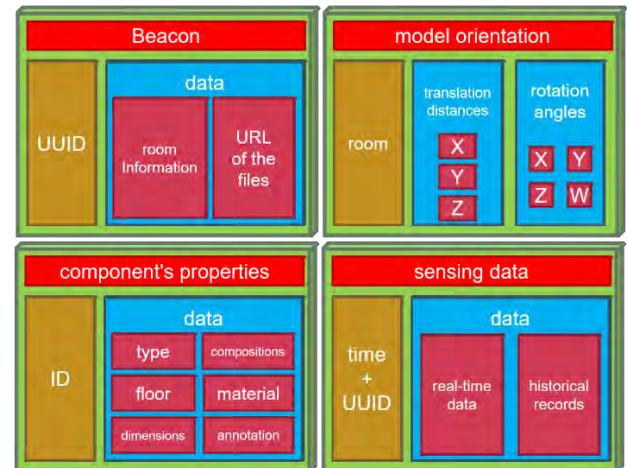 Beacon
UUID
data
room
Information
URL
of the
files
model orientation
room
translation
distances
X
Y
Z
rotation
angles
X Y
Z W
component's properties
ID
data
type compositions
floor material
dimensions annotation
sensing data
time
+
UUID
data
real-time
data
historical
records